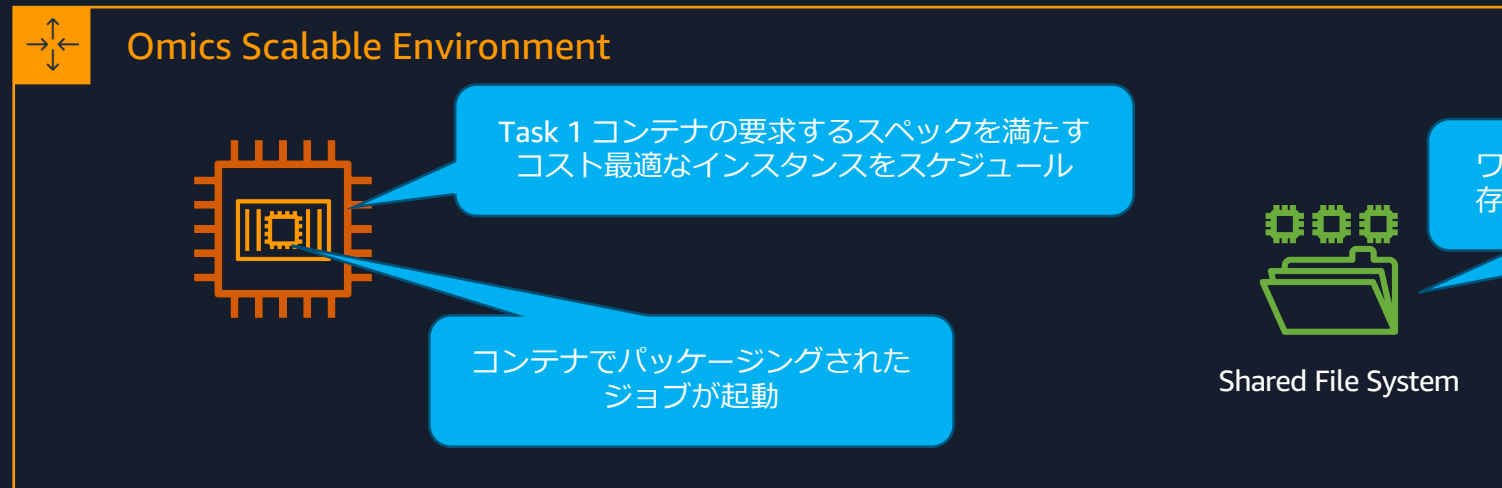 Omics Scalable Environment
Task 1 コンテナの要求するスペックを満たす
コスト最適なインスタンスをスケジュール
ワ
存
コンテナでパッケージングされた
ジョブが起動
Shared File System